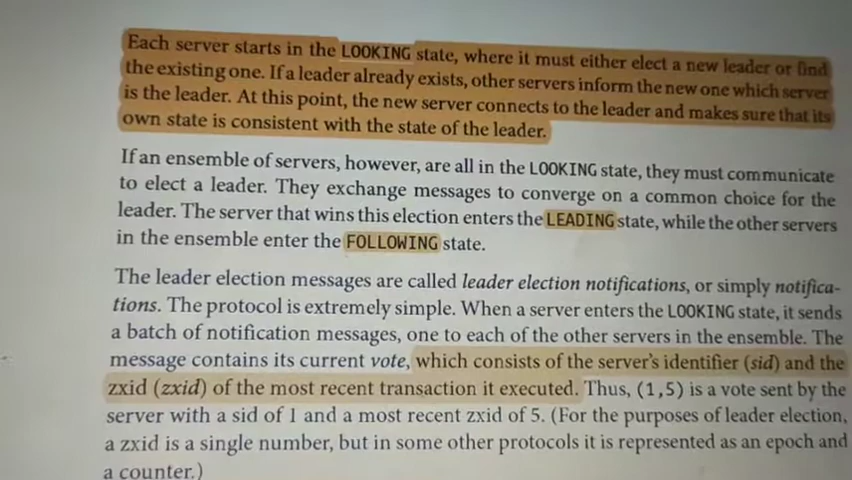 Each server starts in the LOOKING state, where it must either elect a new leader or find
the existing one. If a leader already exists, other servers inform the new one which server
is the leader. At this point, the new server connects to the leader and makes sure that its
own state is consistent with the state of the leader.
If an ensemble of servers, however, are all in the LOOKING state, they must communicate
to elect a leader. They exchange messages to converge on a common choice for the
leader. The server that wins this election enters the LEADING state, while the other servers
in the ensemble enter the FOLLOWING state.
The leader election messages are called leader election notifications, or simply notifica-
tions. The protocol is extremely simple. When a server enters the LOOKING state, it sends
a batch of notification messages, one to each of the other servers in the ensemble. The
message contains its current vote, which consists of the server's identifier (sid) and the
zxid (zxid) of the most recent transaction it executed. Thus, (1,5) is a vote sent by the
server with a sid of 1 and a most recent zxid of 5. (For the purposes of leader election,
a zxid is a single number, but in some other protocols it is represented as an epoch and
a counter.)